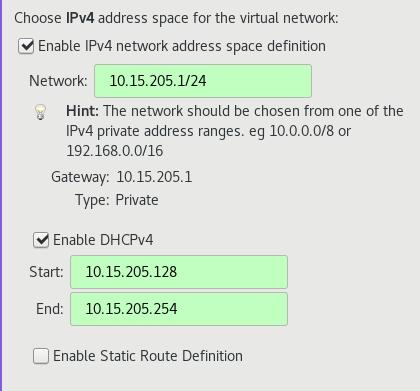 Choose IPv4 address space for the virtual network:
Enable IPv4 network address space definition
Network: 10.15.205.1/24
Hint: The network should be chosen from one of the
IPv4 private address ranges. eg 10.0.0.0/8 or
192.168.0.0/16
Gateway: 10.15.205.1
Type: Private
Enable DHCPv4
Start: 10.15.205.128
End: 10.15.205.254
Enable Static Route Definition